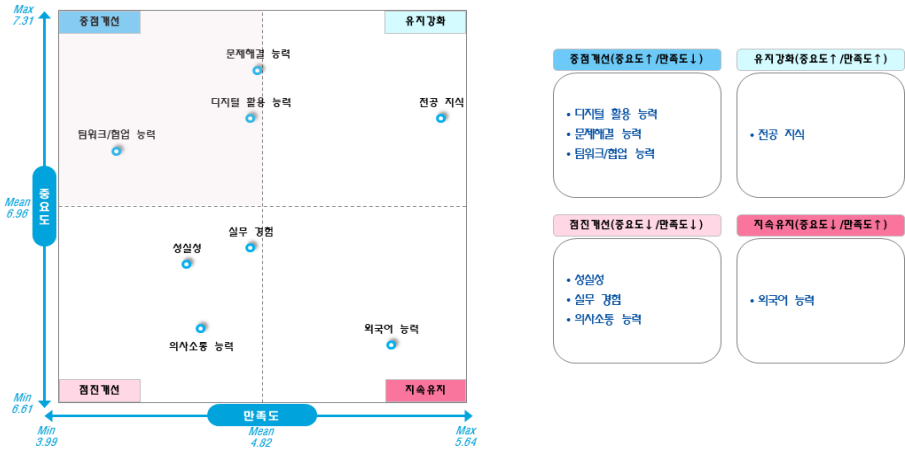 Max
7.31
중점개선
유지강화
문제해결 능력
디지털 활용 능력
전공 지식
팀워크/협업 능력
Mean
6.96
중요도
실무 경험
성실성
의사소통 능력
외국어 능력
점진개선
지속유지
Min
6.61
만족도
Min
3.99
Mean
4.82
Max
5.64
중점개선(중요도↑/만족도↓)
• 디지털 활용 능력
• 문제해결 능력
• 팀워크/협업 능력
유지강화(중요도↑/만족도↑)
• 전공 지식
점진개선(중요도↓/만족도↓)
• 성실성
• 실무 경험
• 의사소통 능력
지속유지(중요도↓/만족도↑)
• 외국어 능력